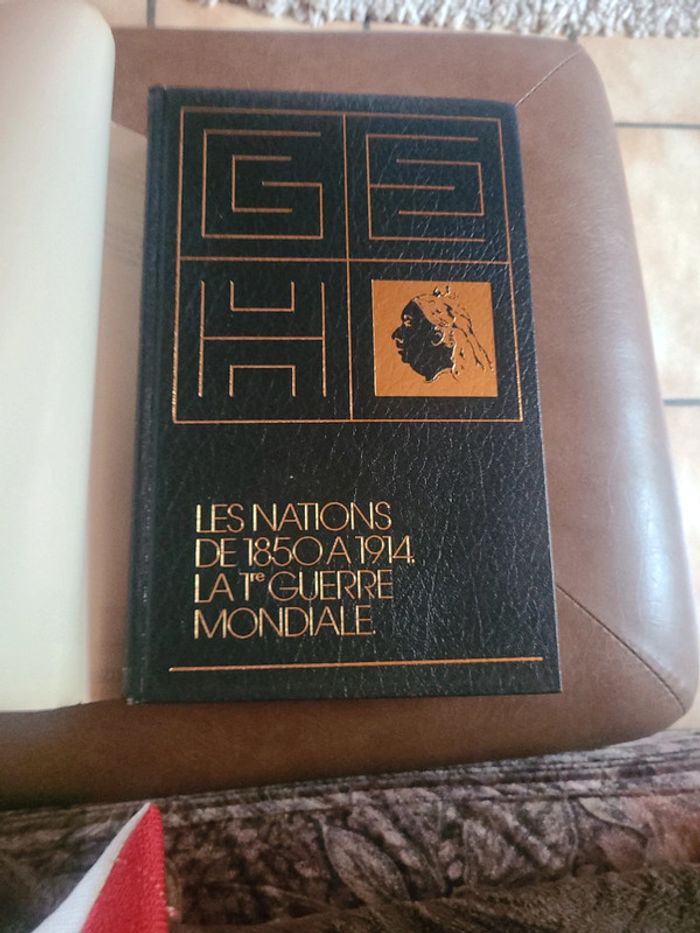 G E
H
LES NATIONS
DE 1850 A 1914.
LA 1re GUERRE
MONDIALE.